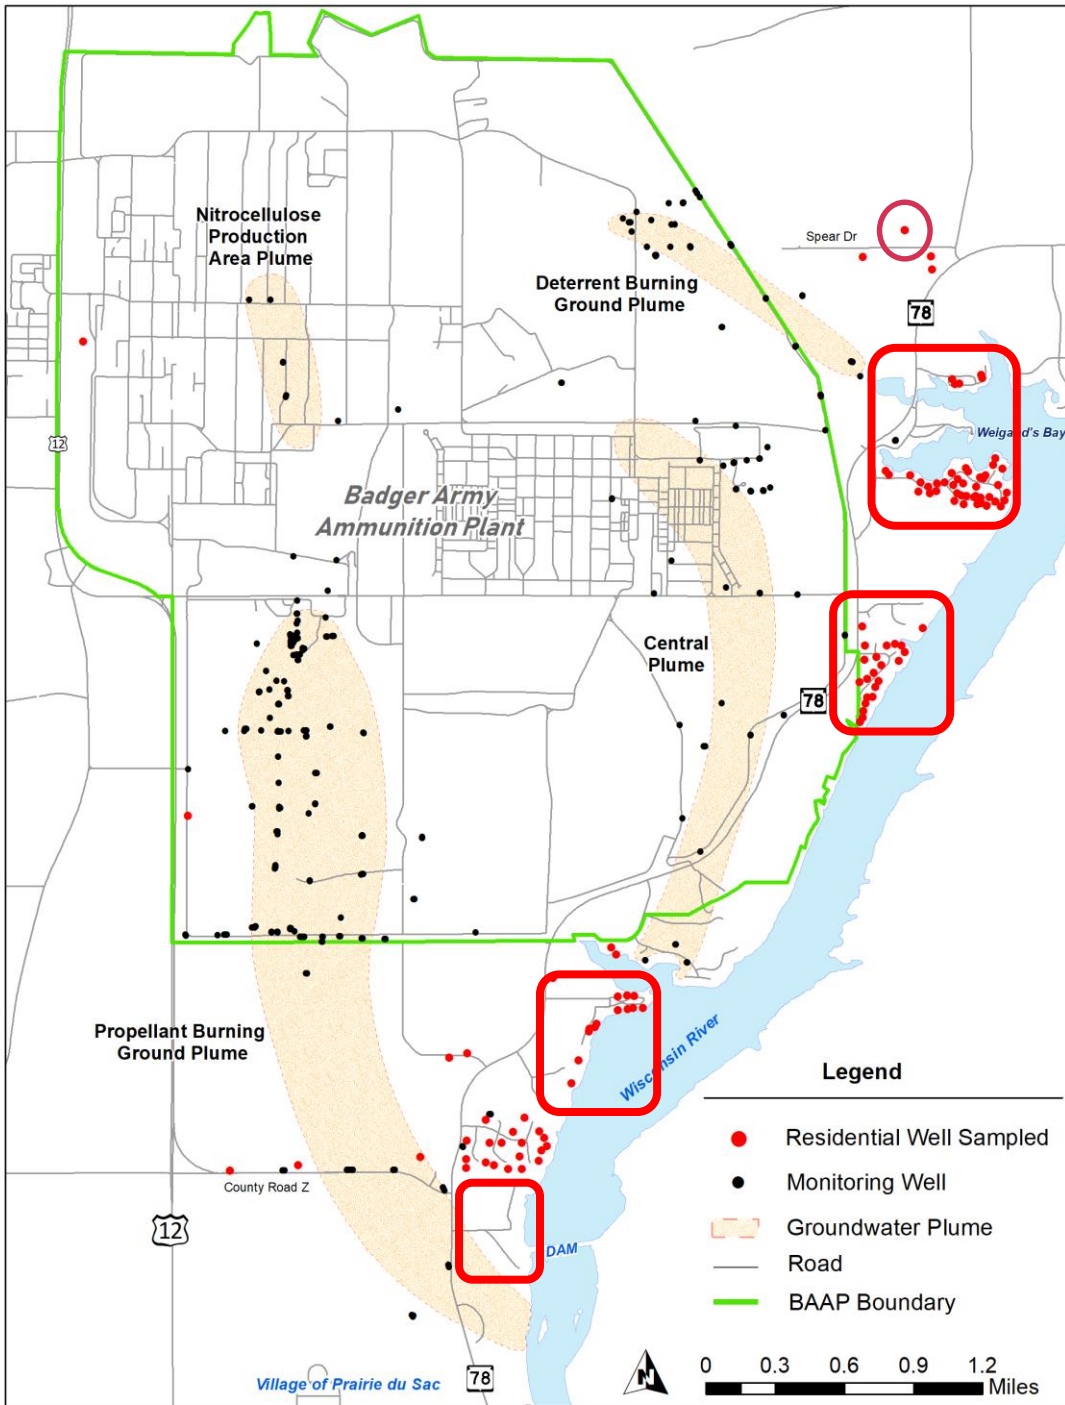 Nitrocellulose
Production
Area Plume
Spear Dr
Deterrent Burning
Ground Plume
78
12
Weigand's Bay
Badger Army
Ammunition Plant
Central
Plume
78
Propellant Burning
Ground Plume
Wisconsin River
County Road Z
12
DAM
Village of Prairie du Sac
78
Legend
Residential Well Sampled
Monitoring Well
Groundwater Plume
Road
BAAP Boundary
N
0 0.3 0.6 0.9 1.2
Miles